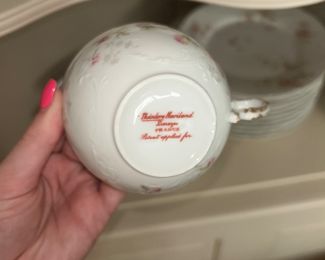 Theodore Haviland
Limoges
FRANCE
Patent applied for.